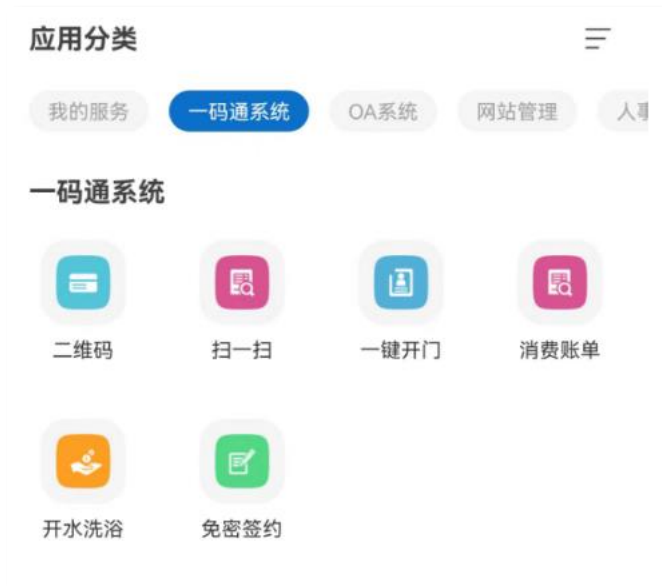 应用分类
我的服务 一码通系统 OA系统 网站管理 人事
一码通系统
二维码 扫一扫 一键开门 消费账单
开水洗浴 免密签约